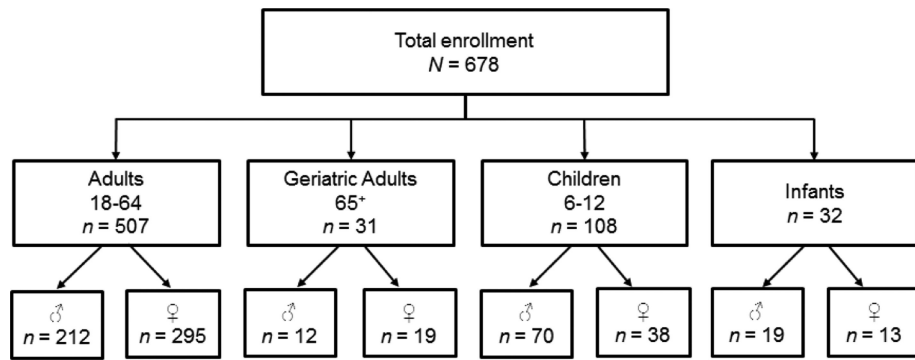 Total enrollment
N = 678
Adults
18-64
n = 507
Geriatric Adults
65⁺
n = 31
Children
6-12
n = 108
Infants
n = 32
♂
n = 212
♀
n = 295
♂
n = 12
♀
n = 19
♂
n = 70
♀
n = 38
♂
n = 19
♀
n = 13